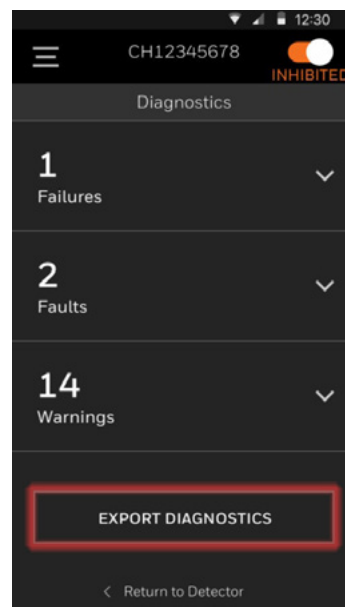 12:30
CH12345678
INHIBITED
Diagnostics
1
Failures
2
Faults
14
Warnings
EXPORT DIAGNOSTICS
< Return to Detector